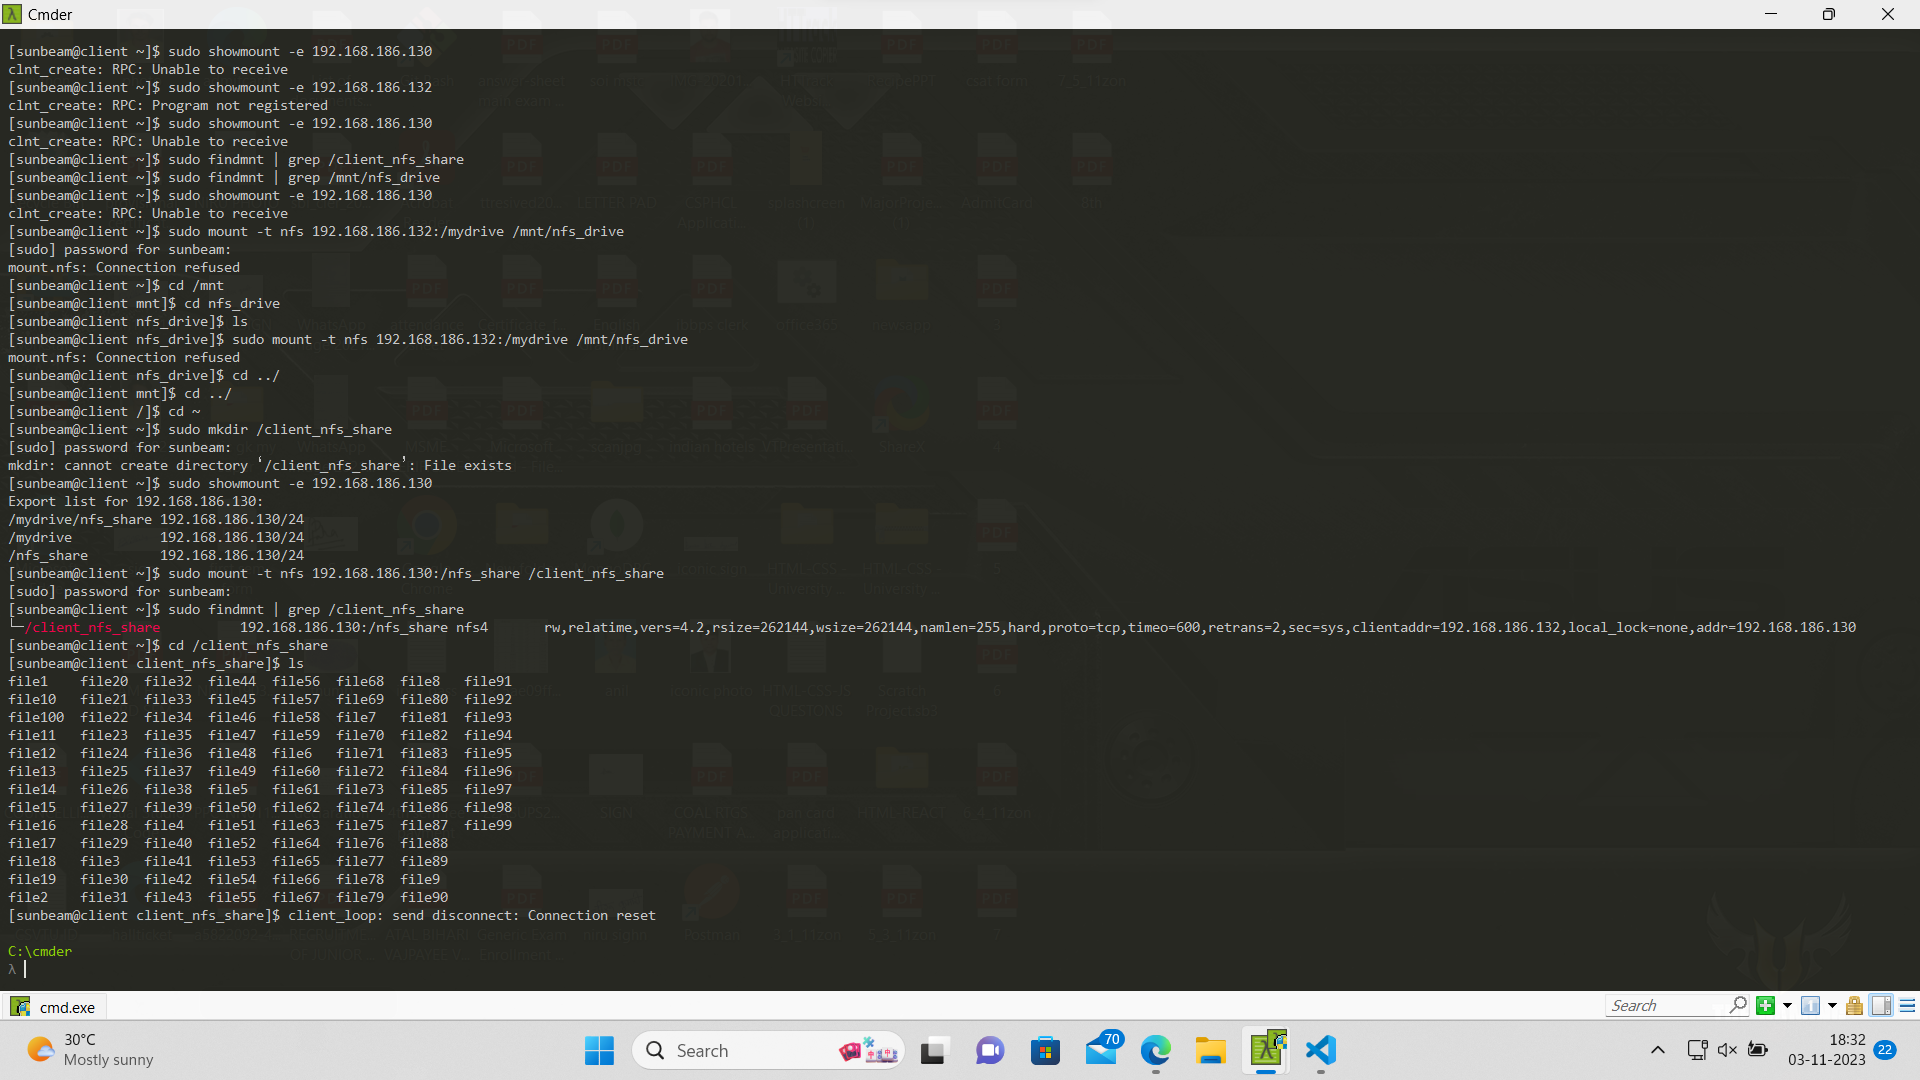 Cmder
[sunbeam@client ~]$ sudo showmount -e 192.168.186.130
clnt_create: RPC: Unable to receive
[sunbeam@client ~]$ sudo showmount -e 192.168.186.132
clnt_create: RPC: Program not registered
[sunbeam@client ~]$ sudo showmount -e 192.168.186.130
clnt_create: RPC: Unable to receive
[sunbeam@client ~]$ sudo findmnt | grep /client_nfs_share
[sunbeam@client ~]$ sudo findmnt | grep /mnt/nfs_drive
[sunbeam@client ~]$ sudo showmount -e 192.168.186.130
clnt_create: RPC: Unable to receive
[sunbeam@client ~]$ sudo mount -t nfs 192.168.186.132:/mydrive /mnt/nfs_drive
[sudo] password for sunbeam:
mount.nfs: Connection refused
[sunbeam@client ~]$ cd /mnt
[sunbeam@client mnt]$ cd nfs_drive
[sunbeam@client nfs_drive]$ ls
[sunbeam@client nfs_drive]$ sudo mount -t nfs 192.168.186.132:/mydrive /mnt/nfs_drive
mount.nfs: Connection refused
[sunbeam@client nfs_drive]$ cd ../
[sunbeam@client mnt]$ cd ../
[sunbeam@client /]$ cd ~
[sunbeam@client ~]$ sudo mkdir /client_nfs_share
[sudo] password for sunbeam:
mkdir: cannot create directory ‘/client_nfs_share’: File exists
[sunbeam@client ~]$ sudo showmount -e 192.168.186.130
Export list for 192.168.186.130:
/mydrive/nfs_share 192.168.186.130/24
/mydrive           192.168.186.130/24
/nfs_share         192.168.186.130/24
[sunbeam@client ~]$ sudo mount -t nfs 192.168.186.130:/nfs_share /client_nfs_share
[sudo] password for sunbeam:
[sunbeam@client ~]$ sudo findmnt | grep /client_nfs_share
└─/client_nfs_share          192.168.186.130:/nfs_share nfs4       rw,relatime,vers=4.2,rsize=262144,wsize=262144,namlen=255,hard,proto=tcp,timeo=600,retrans=2,sec=sys,clientaddr=192.168.186.132,local_lock=none,addr=192.168.186.130
[sunbeam@client ~]$ cd /client_nfs_share
[sunbeam@client client_nfs_share]$ ls
file1    file20  file32  file44  file56  file68  file8   file91
file10   file21  file33  file45  file57  file69  file80  file92
file100  file22  file34  file46  file58  file7   file81  file93
file11   file23  file35  file47  file59  file70  file82  file94
file12   file24  file36  file48  file6   file71  file83  file95
file13   file25  file37  file49  file60  file72  file84  file96
file14   file26  file38  file5   file61  file73  file85  file97
file15   file27  file39  file50  file62  file74  file86  file98
file16   file28  file4   file51  file63  file75  file87  file99
file17   file29  file40  file52  file64  file76  file88
file18   file3   file41  file53  file65  file77  file89
file19   file30  file42  file54  file66  file78  file9
file2    file31  file43  file55  file67  file79  file90
[sunbeam@client client_nfs_share]$ client_loop: send disconnect: Connection reset
C:\cmder
λ
cmd.exe
Search
30°C
Mostly sunny
Search
70
18:32
03-11-2023
22